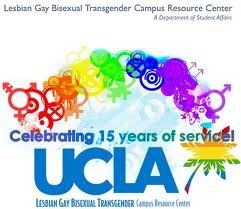 Lesbian Gay Bisexual Transgender Campus Resource Center
A Department of Student Affairs
Celebrating 15 years of service!
UCLA
LESBIAN GAY BISEXUAL TRANSGENDER Campus Resource Center